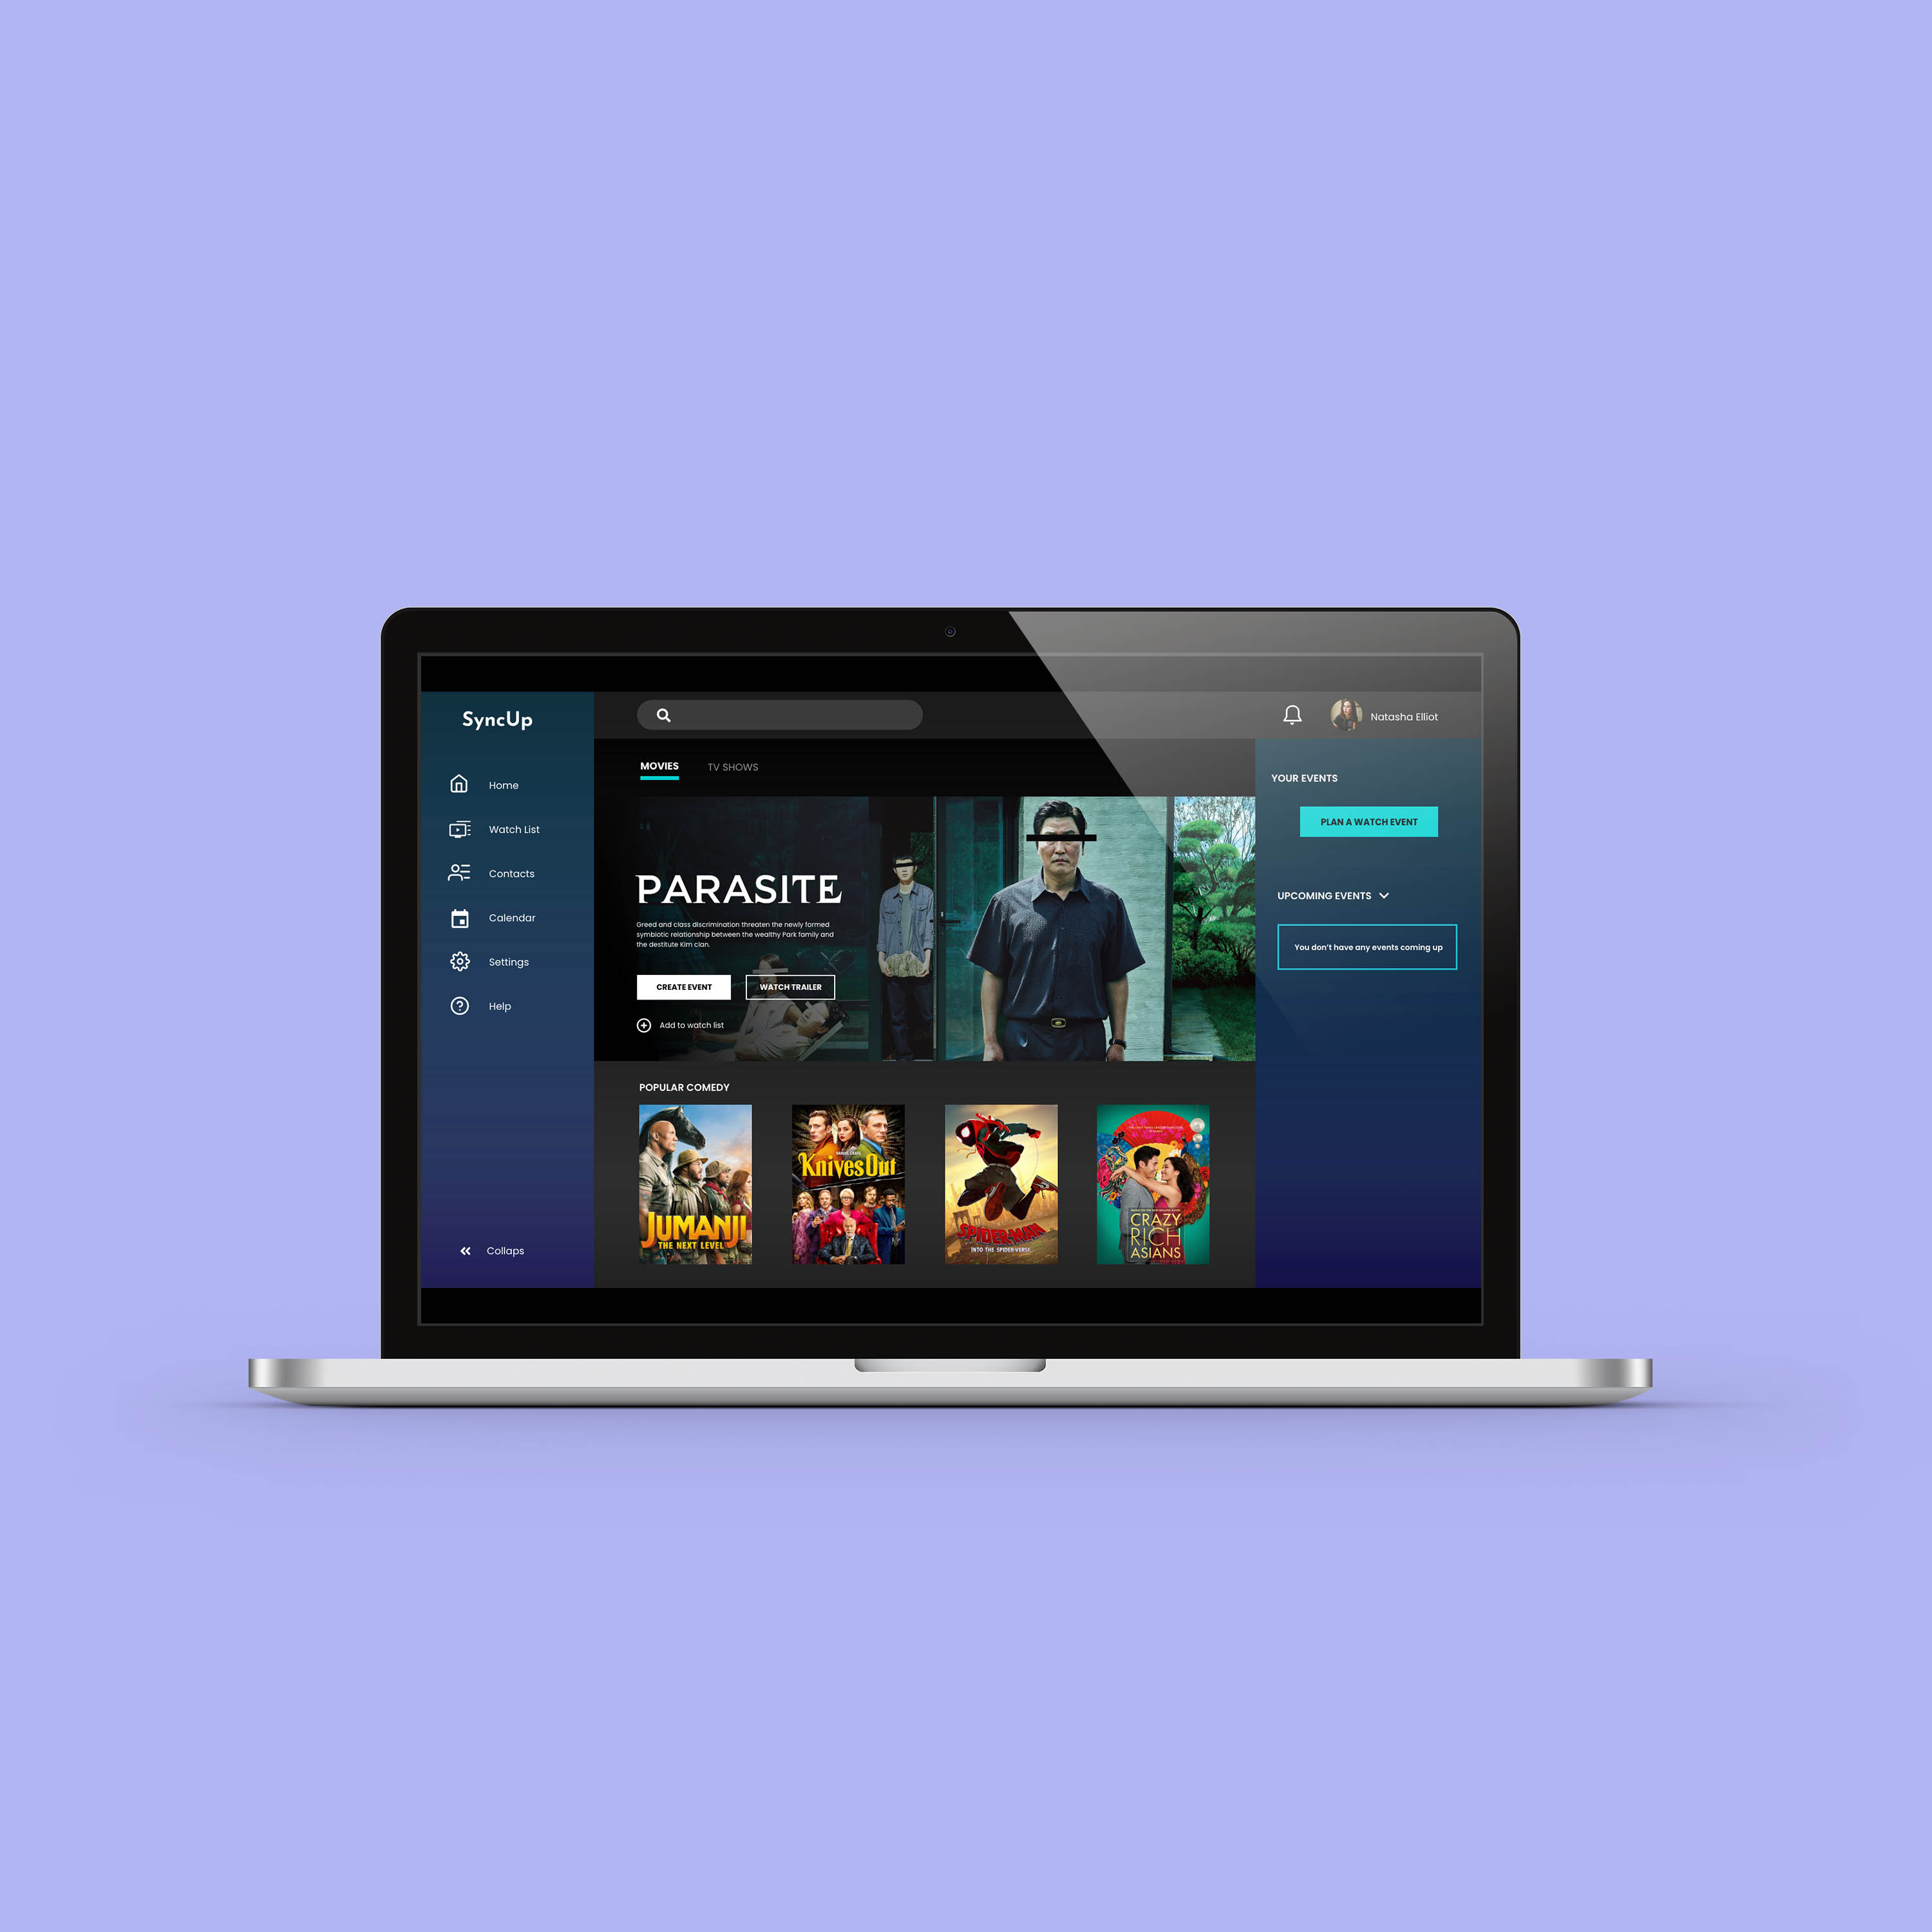 SyncUp
Natasha Elliot
Home
Watch List
Contacts
Calendar
Settings
Help
Collaps
MOVIES
TV SHOWS
PARASITE
Greed and class discrimination threaten the newly formed
symbiotic relationship between the wealthy Park family and
the destitute Kim clan.
CREATE EVENT
WATCH TRAILER
Add to watch list
POPULAR COMEDY
JUMANJI
THE NEXT LEVEL
Knives Out
SPIDER-MAN
INTO THE SPIDER-VERSE
CRAZY
RICH
ASIANS
YOUR EVENTS
PLAN A WATCH EVENT
UPCOMING EVENTS
You don't have any events coming up